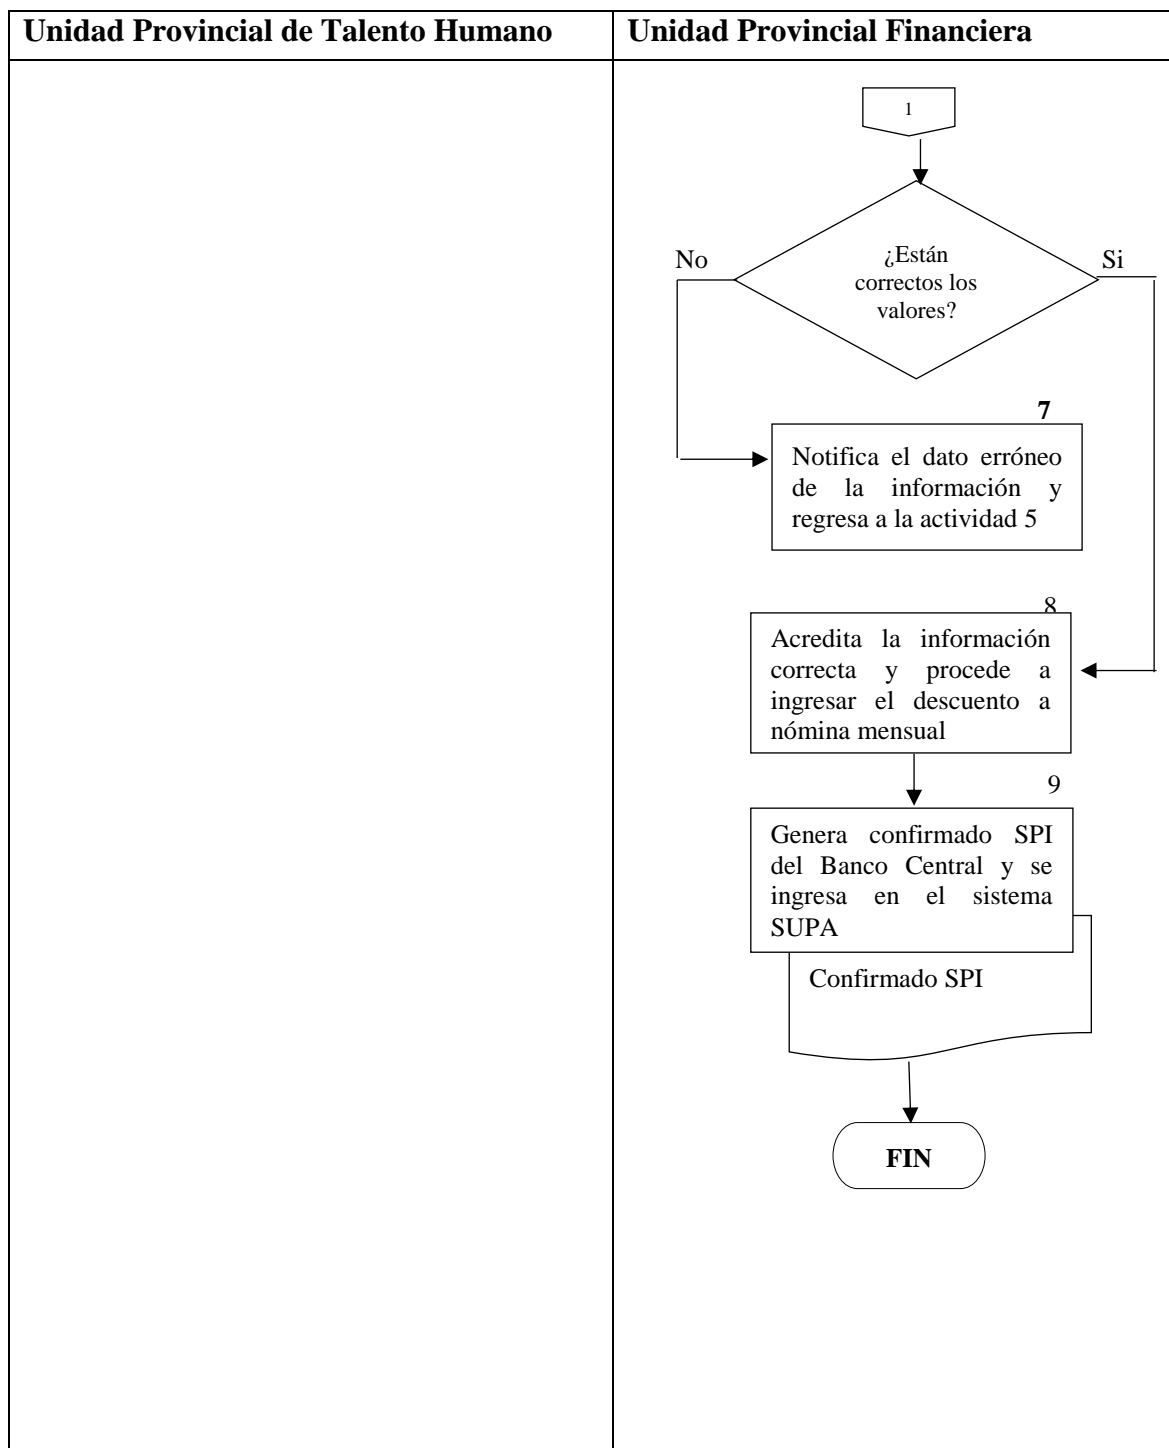 Unidad Provincial de Talento Humano
Unidad Provincial Financiera
1
¿Están
correctos los
valores?
No
Si
7
Notifica el dato erróneo
de la información y
regresa a la actividad 5
8
Acredita la información
correcta y procede a
ingresar el descuento a
nómina mensual
9
Genera confirmado SPI
del Banco Central y se
ingresa en el sistema
SUPA
Confirmado SPI
FIN